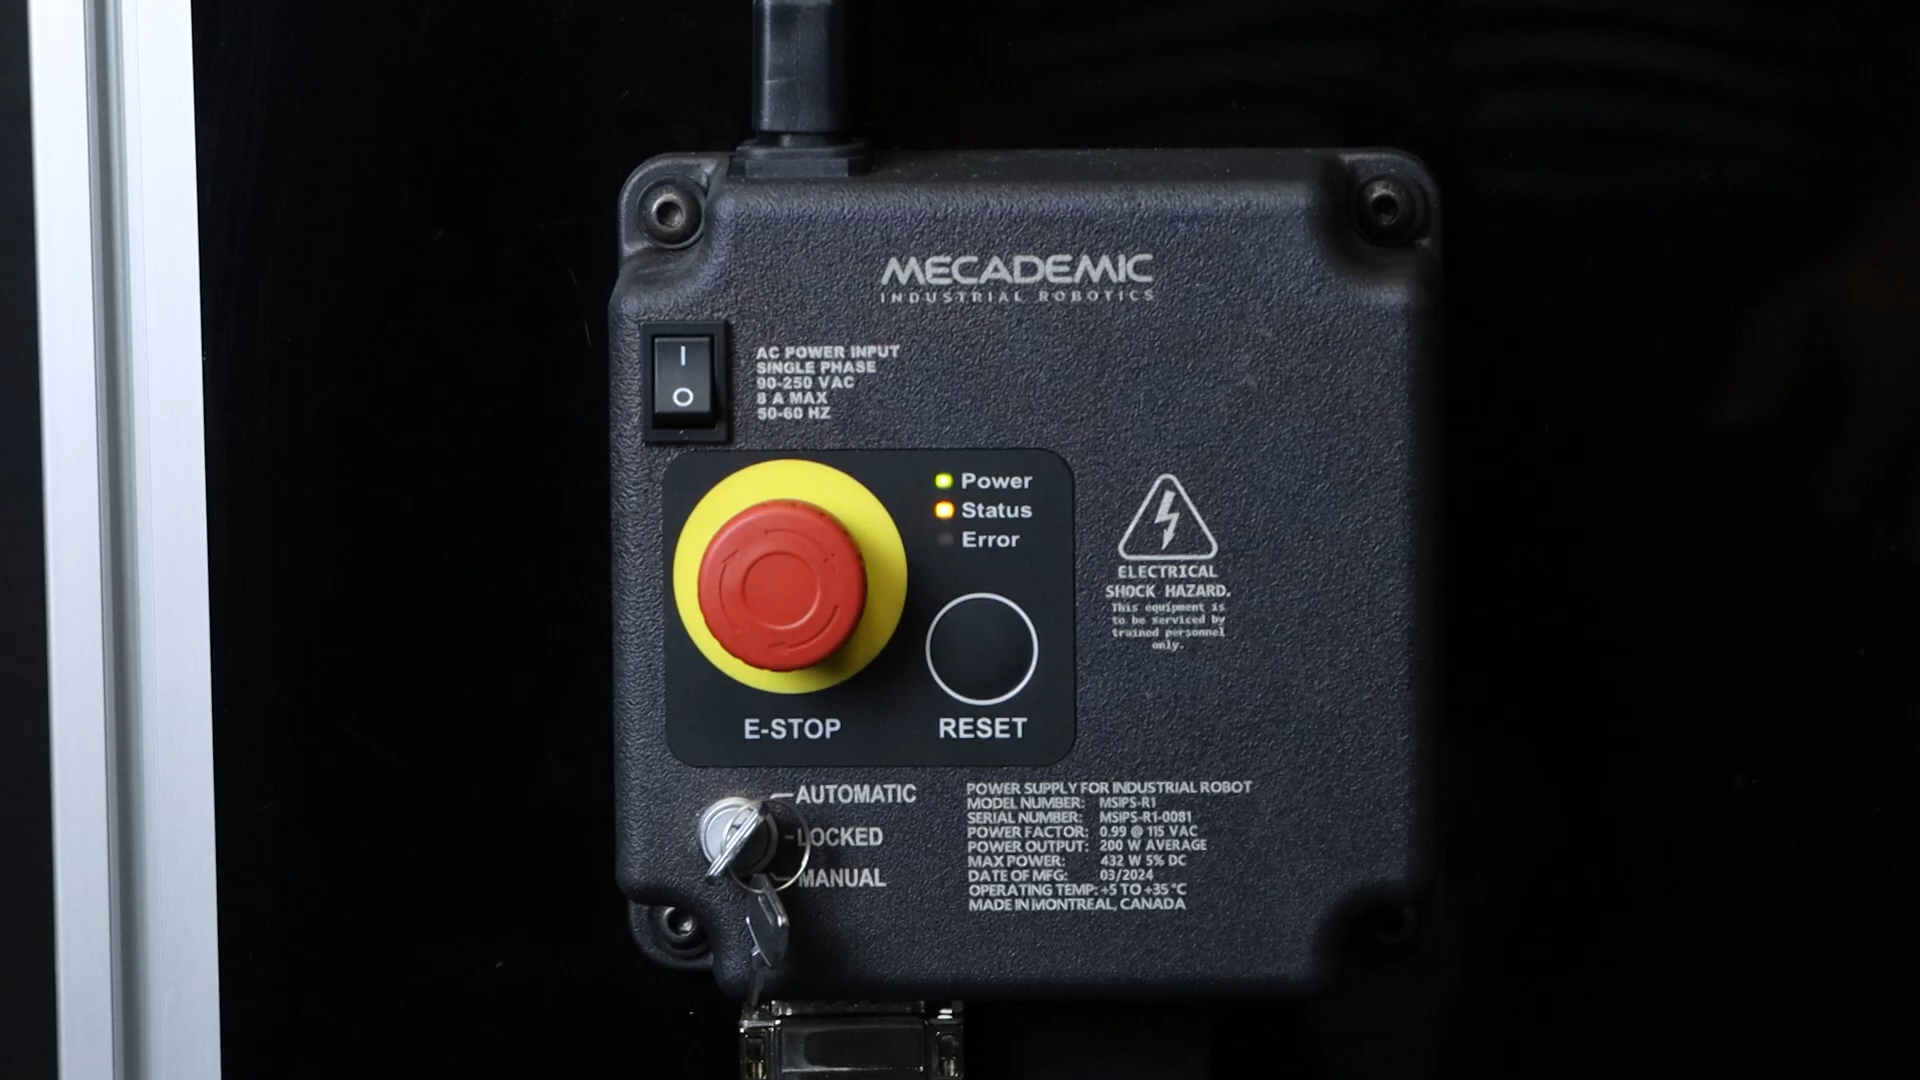 MECADEMIC
INDUSTRIAL ROBOTICS
I
O
AC POWER INPUT
SINGLE PHASE
90-250 VAC
8 A MAX
50-60 HZ
Power
Status
Error
E-STOP
RESET
ELECTRICAL
SHOCK HAZARD.
This equipment is
to be serviced by
trained personnel
only.
AUTOMATIC
LOCKED
MANUAL
POWER SUPPLY FOR INDUSTRIAL ROBOT
MODEL NUMBER: MSIPS-R1
SERIAL NUMBER: MSIPS-R1-0081
POWER FACTOR: 0.99 @ 115 VAC
POWER OUTPUT: 200 W AVERAGE
MAX POWER: 432 W 5% DC
DATE OF MFG: 03/2024
OPERATING TEMP: +5 TO +35 °C
MADE IN MONTREAL, CANADA